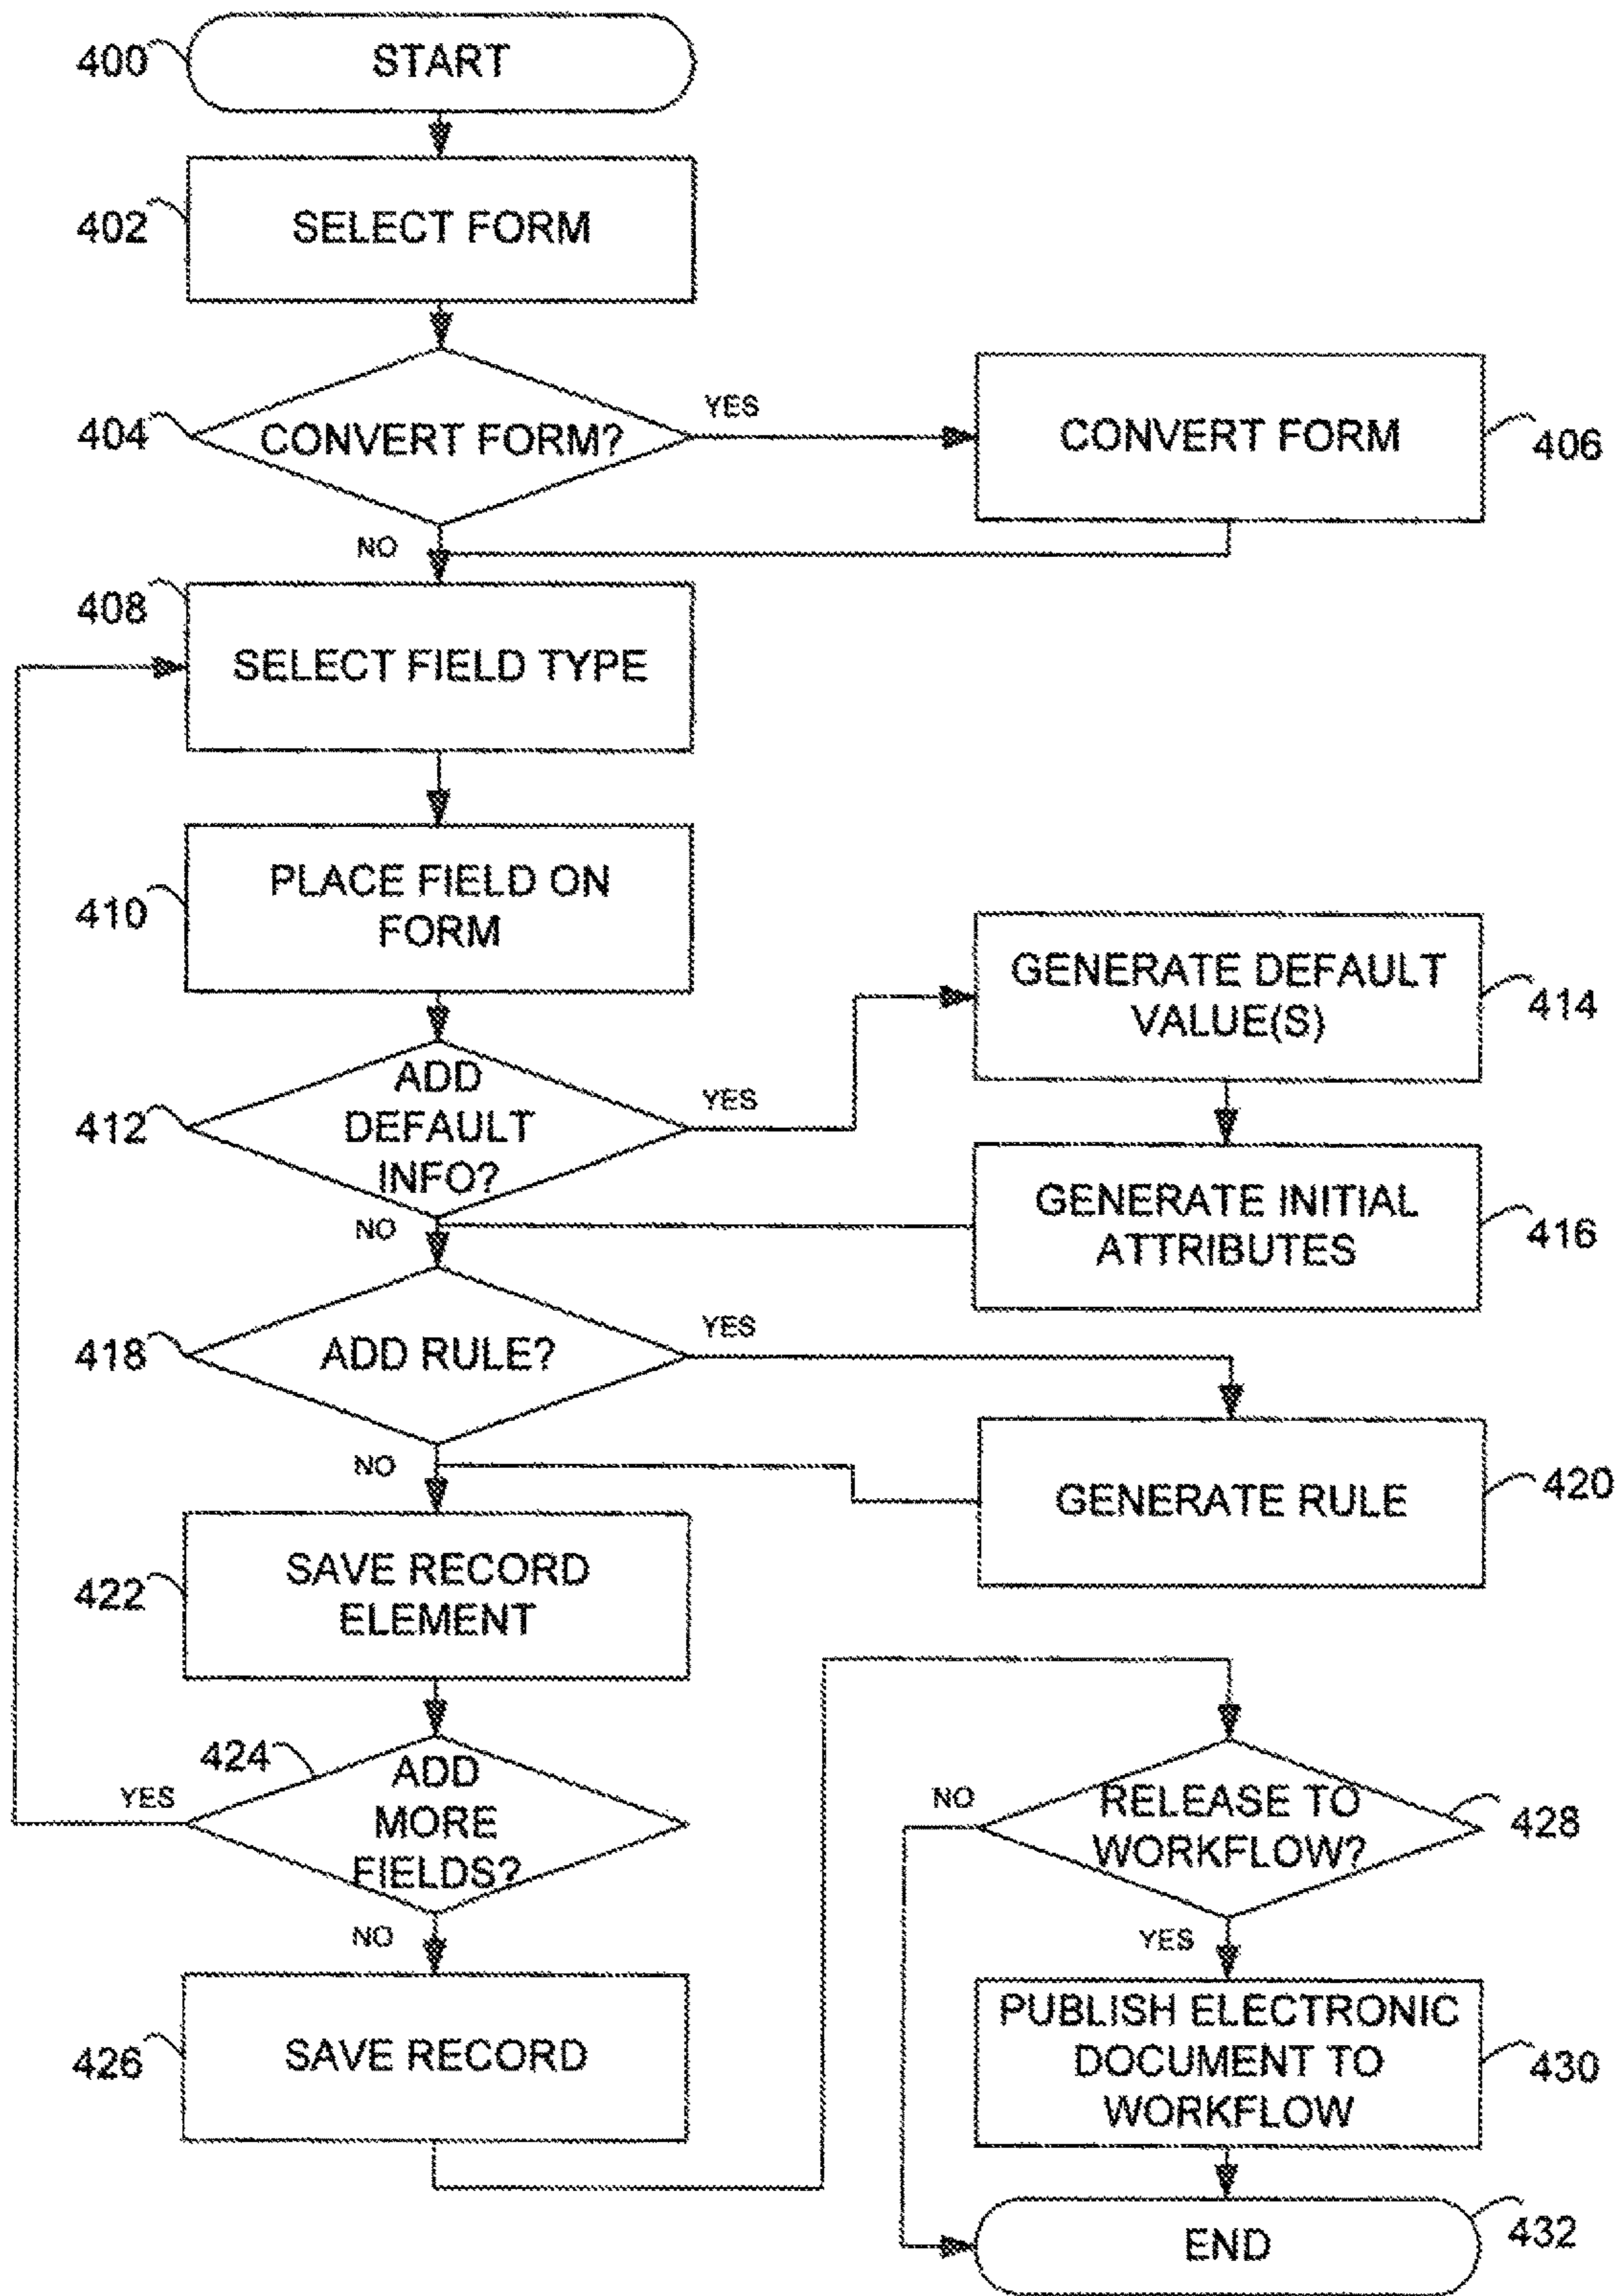 400
START
402
SELECT FORM
404
CONVERT FORM?
YES
CONVERT FORM
406
NO
408
SELECT FIELD TYPE
410
PLACE FIELD ON
FORM
412
ADD
DEFAULT
INFO?
YES
GENERATE DEFAULT
VALUE(S)
414
GENERATE INITIAL
ATTRIBUTES
416
NO
418
ADD RULE?
YES
GENERATE RULE
420
NO
422
SAVE RECORD
ELEMENT
424
ADD
MORE
FIELDS?
YES
NO
426
SAVE RECORD
RELEASE TO
WORKFLOW?
428
NO
YES
PUBLISH ELECTRONIC
DOCUMENT TO
WORKFLOW
430
END
432